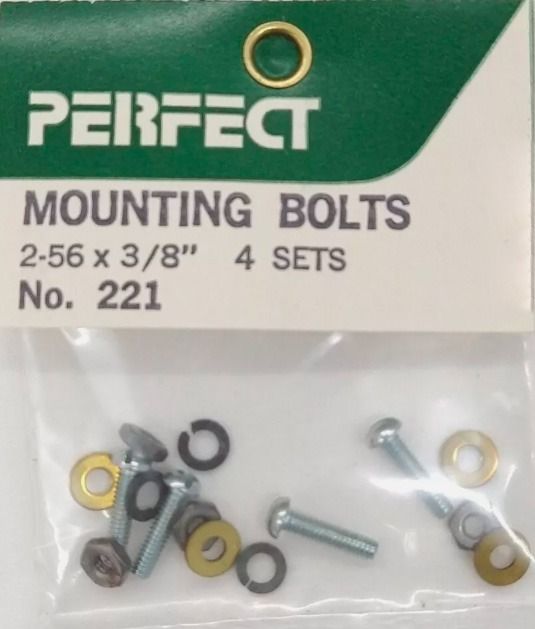 PERFECT
MOUNTING BOLTS
2-56 x 3/8" 4 SETS
No. 221